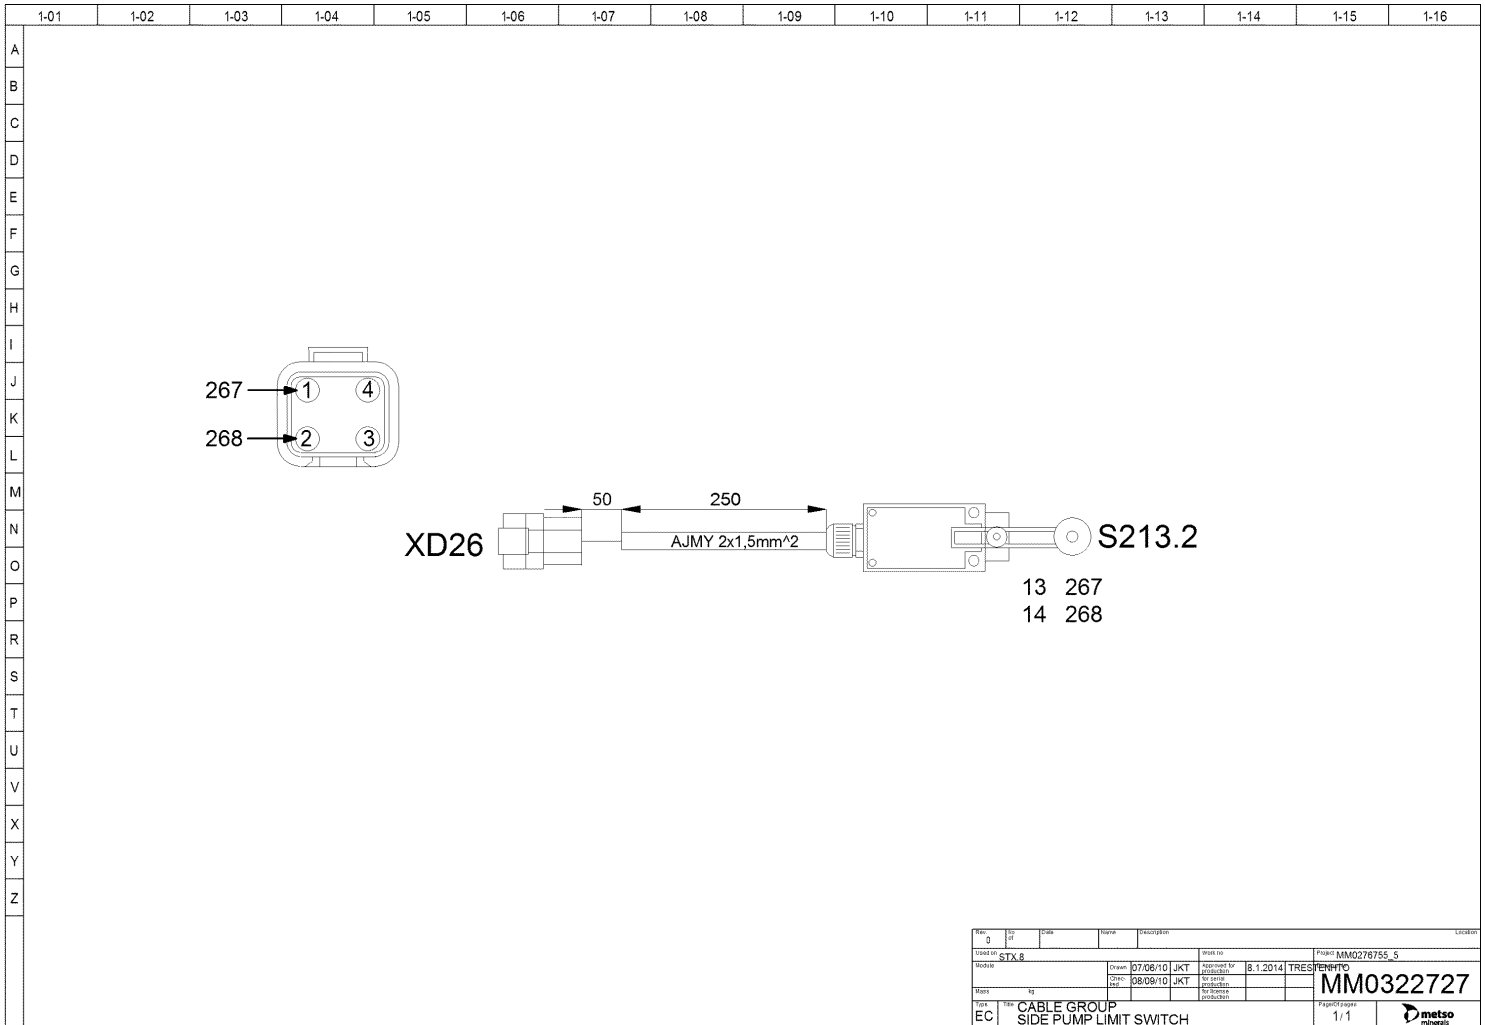 1-01 1-02 1-03 1-04 1-05 1-06 1-07 1-08 1-09 1-10 1-11 1-12 1-13 1-14 1-15 1-16
A
B
C
D
E
F
G
H
I
J
K
L
M
N
O
P
R
S
T
U
V
X
Y
Z
267 1 4
268 2 3
50 250
XD26 AJMY 2x1,5mm^2 S213.2
13 267
14 268
Rev. No of Date Name Description Location
0
Used on STX.8 Work no Project MM0276755_5
Module Drawn 07/06/10 JKT Approved for production 8.1.2014 TRESTENHTO
Chec-ked 08/09/10 JKT for serial production MM0322727
Mass kg for license production
Type Title CABLE GROUP Page/Of pages
EC SIDE PUMP LIMIT SWITCH 1/1 metso
minerals